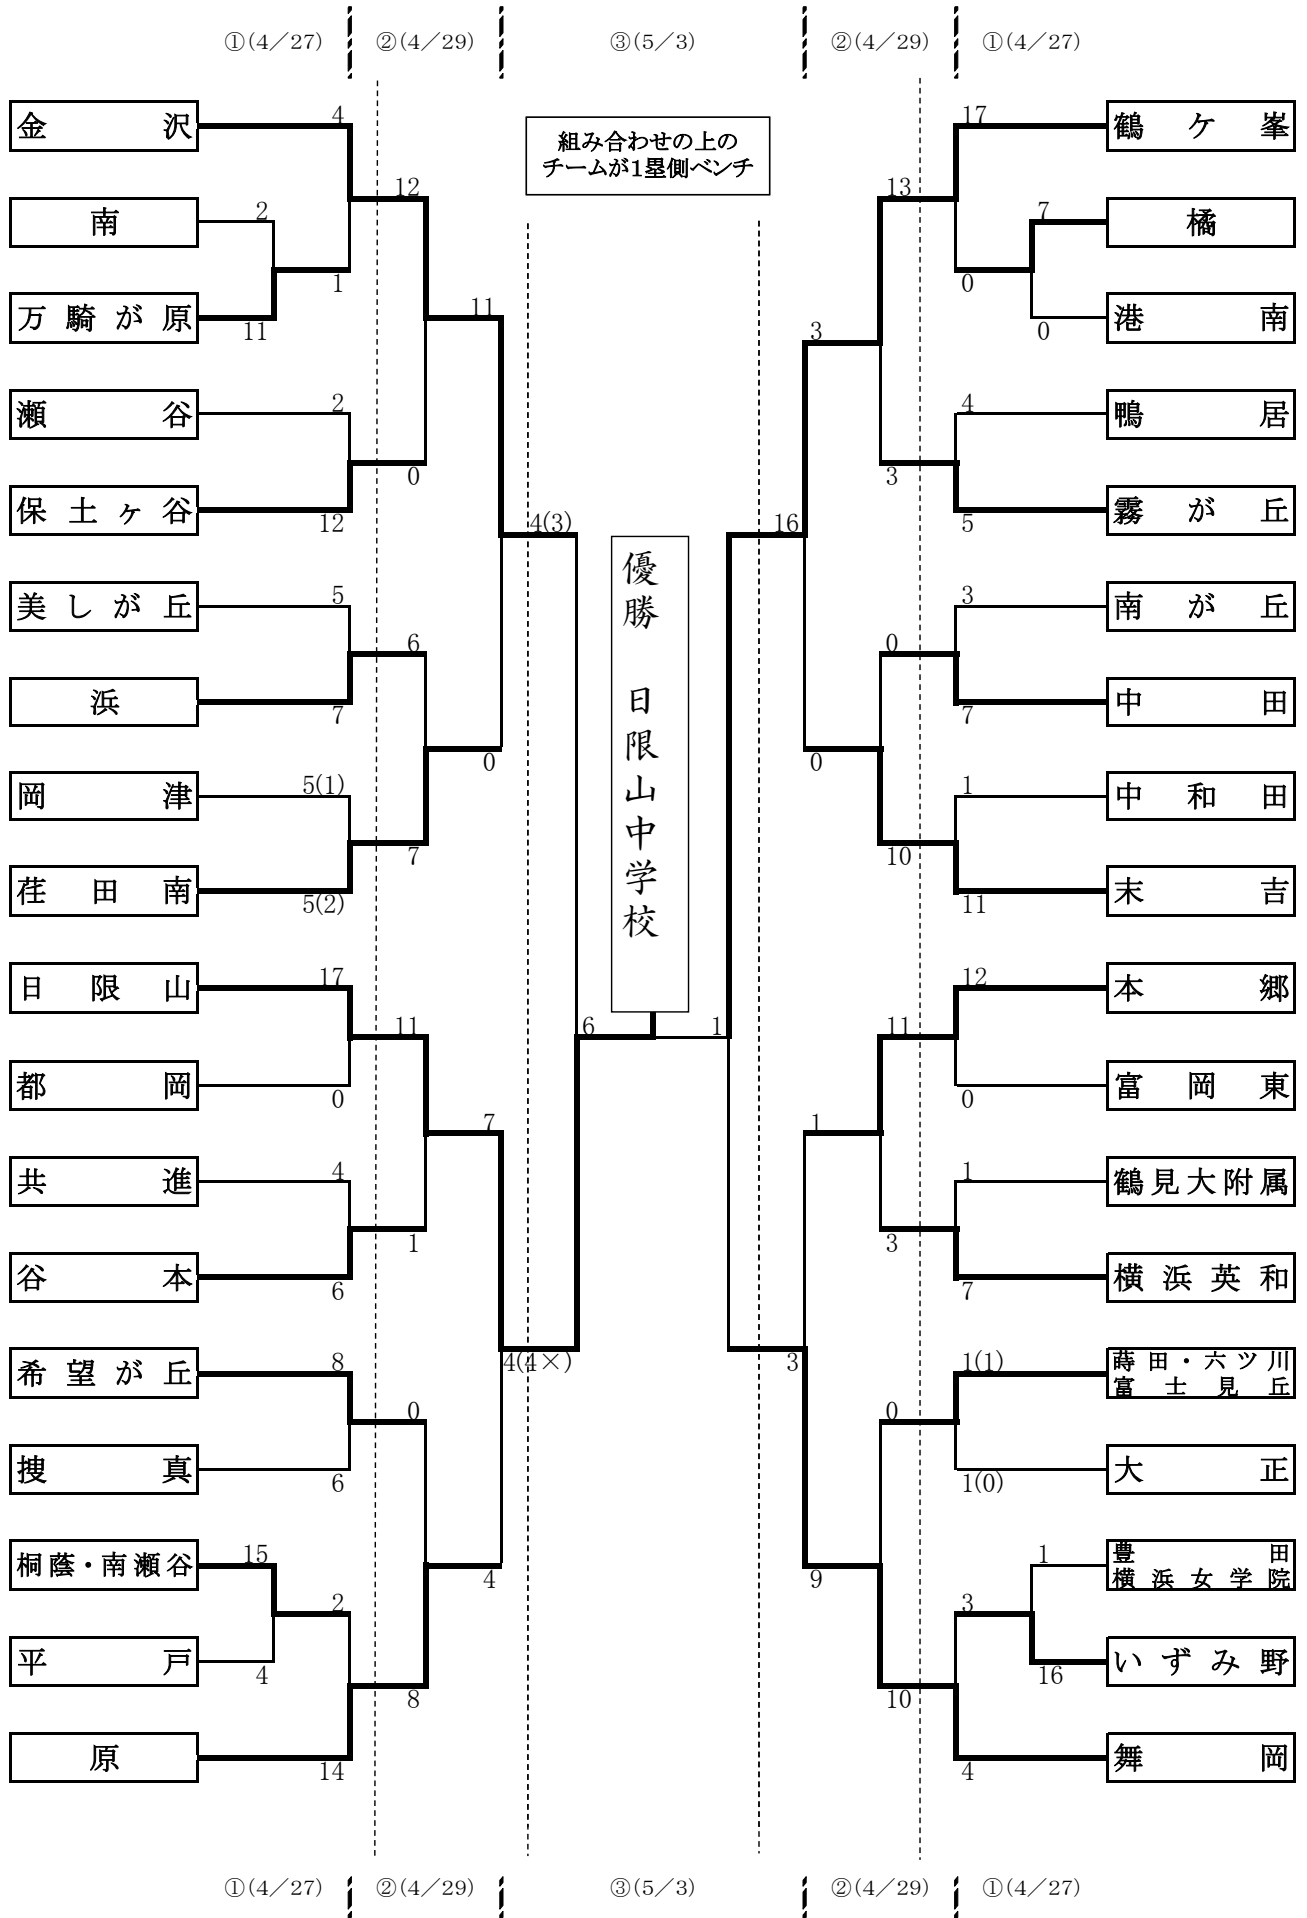 ①(4／27) ②(4／29) ③(5／3) ②(4／29) ①(4／27)
組み合わせの上の
チームが1塁側ベンチ
金沢
4
南
2
万騎が原
11
1
12
瀬谷
2
保土ヶ谷
12
0
11
美しが丘
5
浜
7
6
岡津
5(1)
荏田南
5(2)
7
0
4(3)
日限山
17
都岡
0
11
共進
4
谷本
6
1
7
希望が丘
8
捜真
6
0
桐蔭・南瀬谷
15
平戸
4
2
原
14
8
4
4(4×)
6
優勝 日限山中学校
1
鶴ケ峯
17
橘
7
港南
0
0
13
鴨居
4
霧が丘
5
3
3
南が丘
3
中田
7
0
中和田
1
末吉
11
10
0
16
本郷
12
富岡東
0
11
鶴見大附属
1
横浜英和
7
3
1
蒔田・六ツ川
富士見丘
1(1)
大正
1(0)
0
豊田
横浜女学院
1
いずみ野
16
3
舞岡
4
10
9
3
①(4／27) ②(4／29) ③(5／3) ②(4／29) ①(4／27)